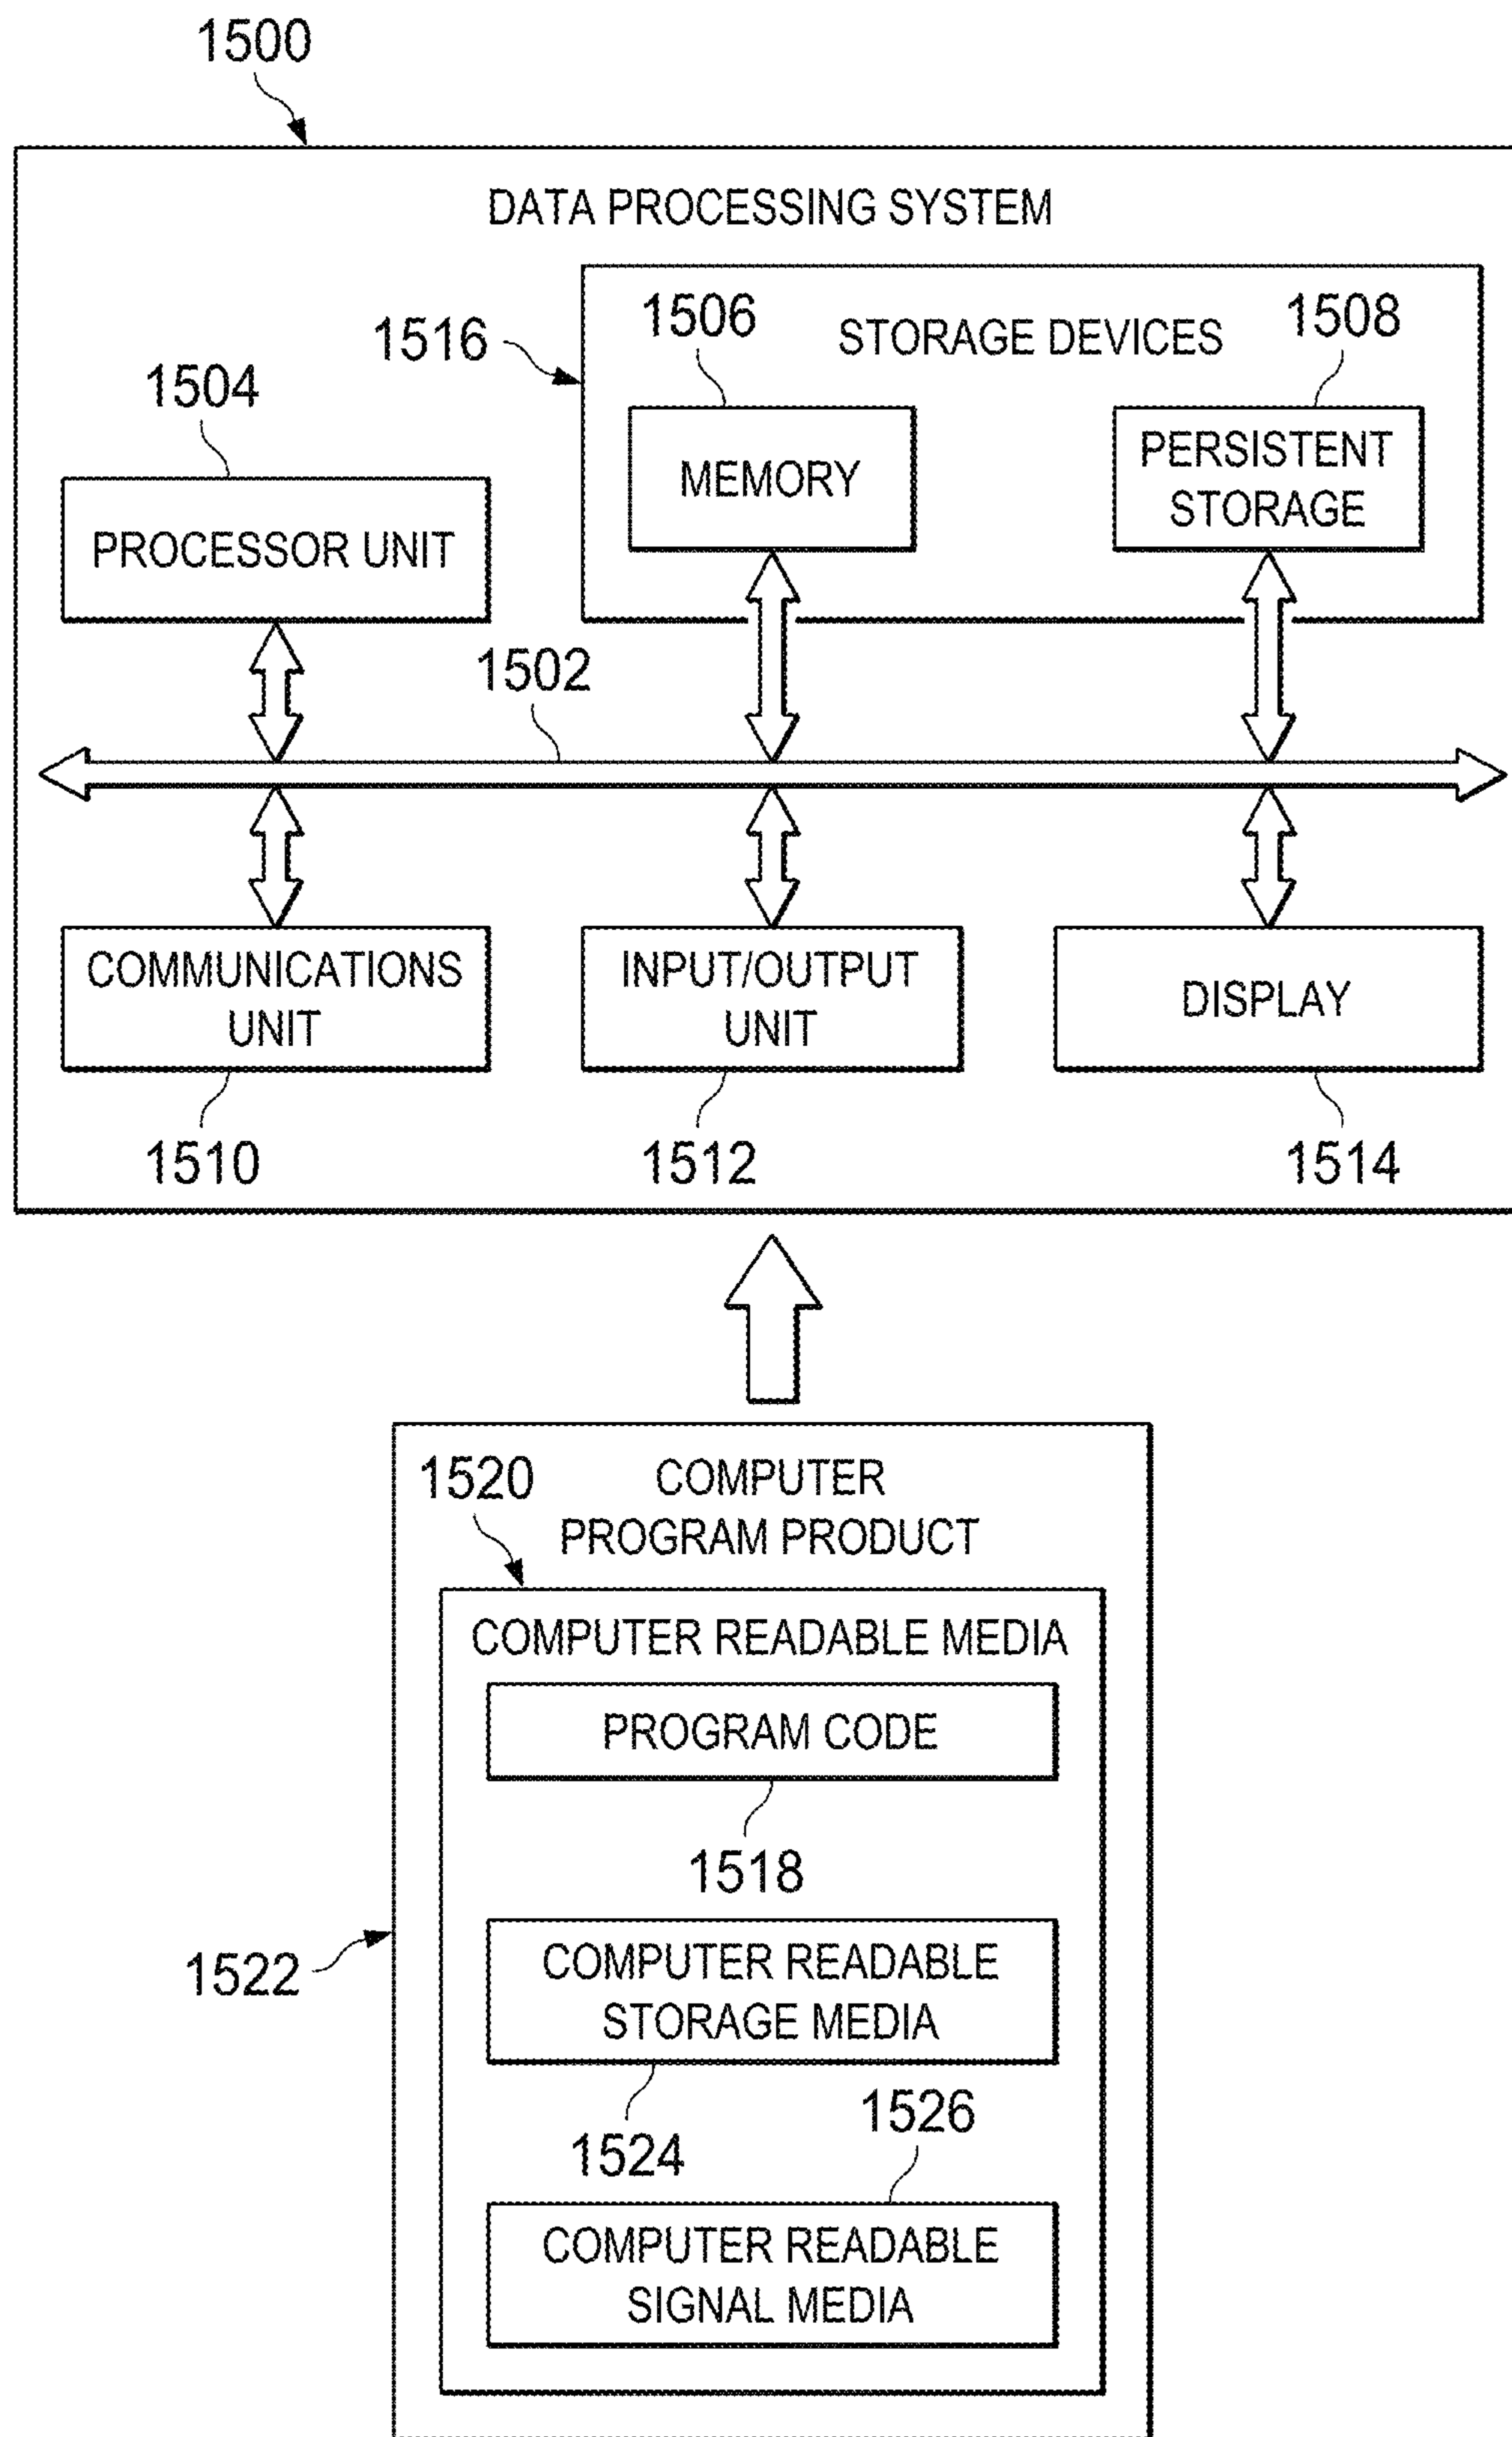 1500
DATA PROCESSING SYSTEM
1516
1506
STORAGE DEVICES
1508
1504
MEMORY
PERSISTENT
STORAGE
PROCESSOR UNIT
1502
COMMUNICATIONS
UNIT
INPUT/OUTPUT
UNIT
DISPLAY
1510
1512
1514
1520
COMPUTER
PROGRAM PRODUCT
COMPUTER READABLE MEDIA
PROGRAM CODE
1518
1522
COMPUTER READABLE
STORAGE MEDIA
1524
1526
COMPUTER READABLE
SIGNAL MEDIA